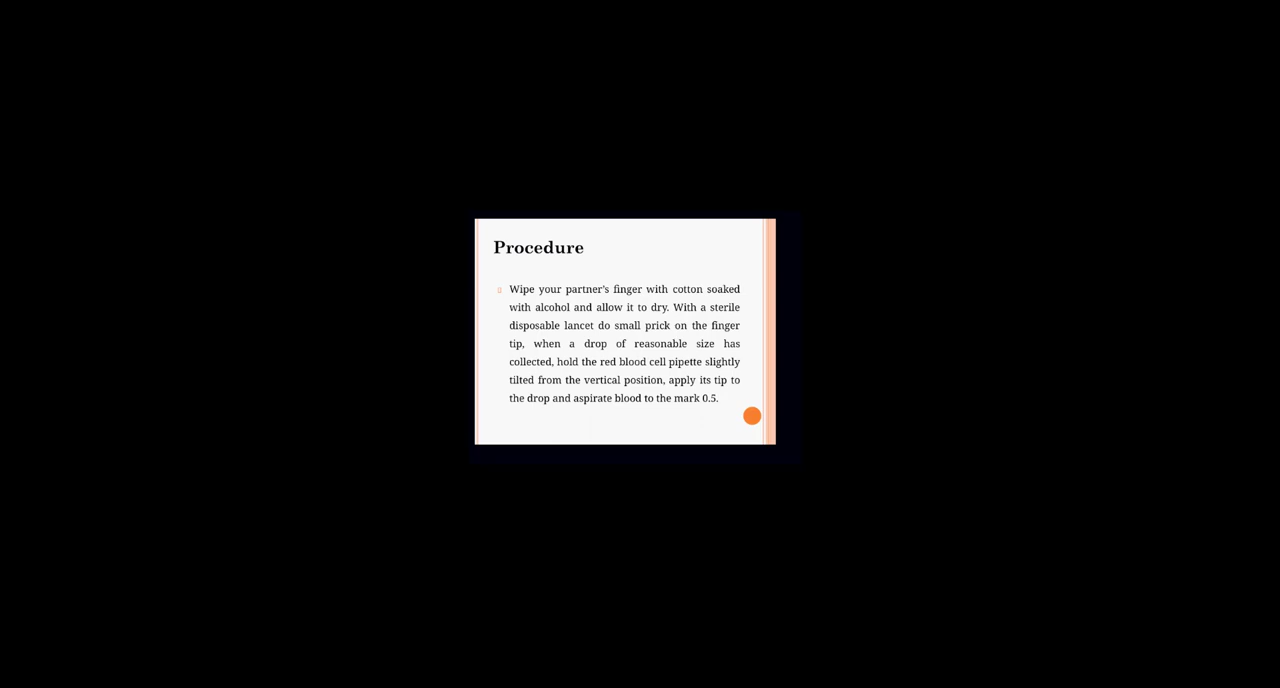 Procedure
Wipe your partner's finger with cotton soaked
with alcohol and allow it to dry. With a sterile
disposable lancet do small prick on the finger
tip, when a drop of reasonable size has
collected, hold the red blood cell pipette slightly
tilted from the vertical position, apply its tip to
the drop and aspirate blood to the mark 0.5.